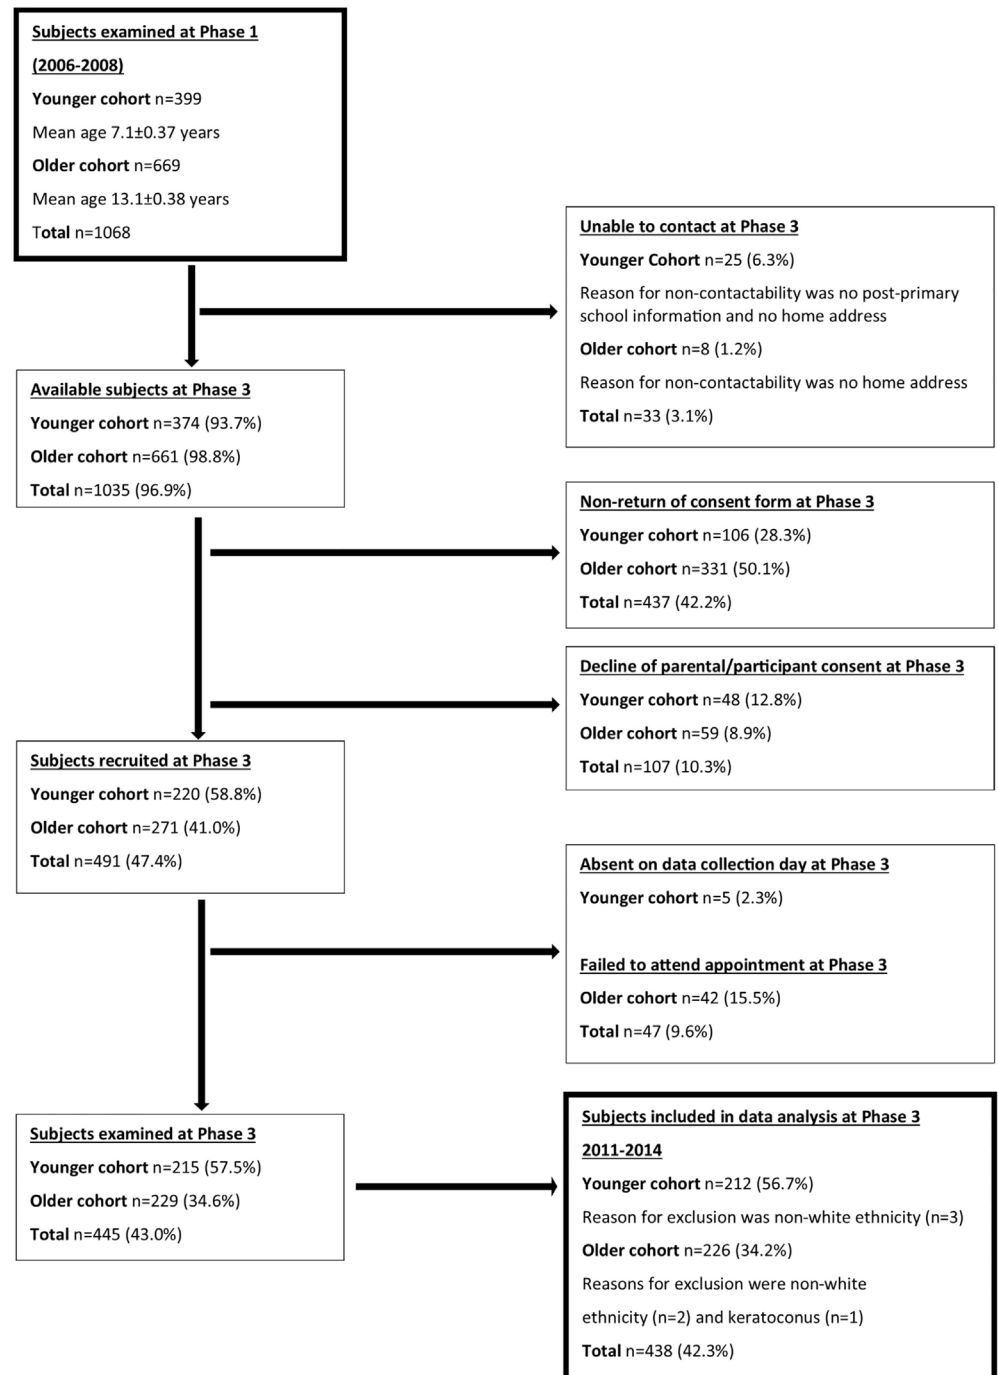 Subjects examined at Phase 1
(2006-2008)
Younger cohort n=399
Mean age 7.1±0.37 years
Older cohort n=669
Mean age 13.1±0.38 years
Total n=1068
Unable to contact at Phase 3
Younger Cohort n=25 (6.3%)
Reason for non-contactability was no post-primary
school information and no home address
Older cohort n=8 (1.2%)
Reason for non-contactability was no home address
Total n=33 (3.1%)
Available subjects at Phase 3
Younger cohort n=374 (93.7%)
Older cohort n=661 (98.8%)
Total n=1035 (96.9%)
Non-return of consent form at Phase 3
Younger cohort n=106 (28.3%)
Older cohort n=331 (50.1%)
Total n=437 (42.2%)
Decline of parental/participant consent at Phase 3
Younger cohort n=48 (12.8%)
Older cohort n=59 (8.9%)
Total n=107 (10.3%)
Subjects recruited at Phase 3
Younger cohort n=220 (58.8%)
Older cohort n=271 (41.0%)
Total n=491 (47.4%)
Absent on data collection day at Phase 3
Younger cohort n=5 (2.3%)
Failed to attend appointment at Phase 3
Older cohort n=42 (15.5%)
Total n=47 (9.6%)
Subjects examined at Phase 3
Younger cohort n=215 (57.5%)
Older cohort n=229 (34.6%)
Total n=445 (43.0%)
Subjects included in data analysis at Phase 3
2011-2014
Younger cohort n=212 (56.7%)
Reason for exclusion was non-white ethnicity (n=3)
Older cohort n=226 (34.2%)
Reasons for exclusion were non-white
ethnicity (n=2) and keratoconus (n=1)
Total n=438 (42.3%)